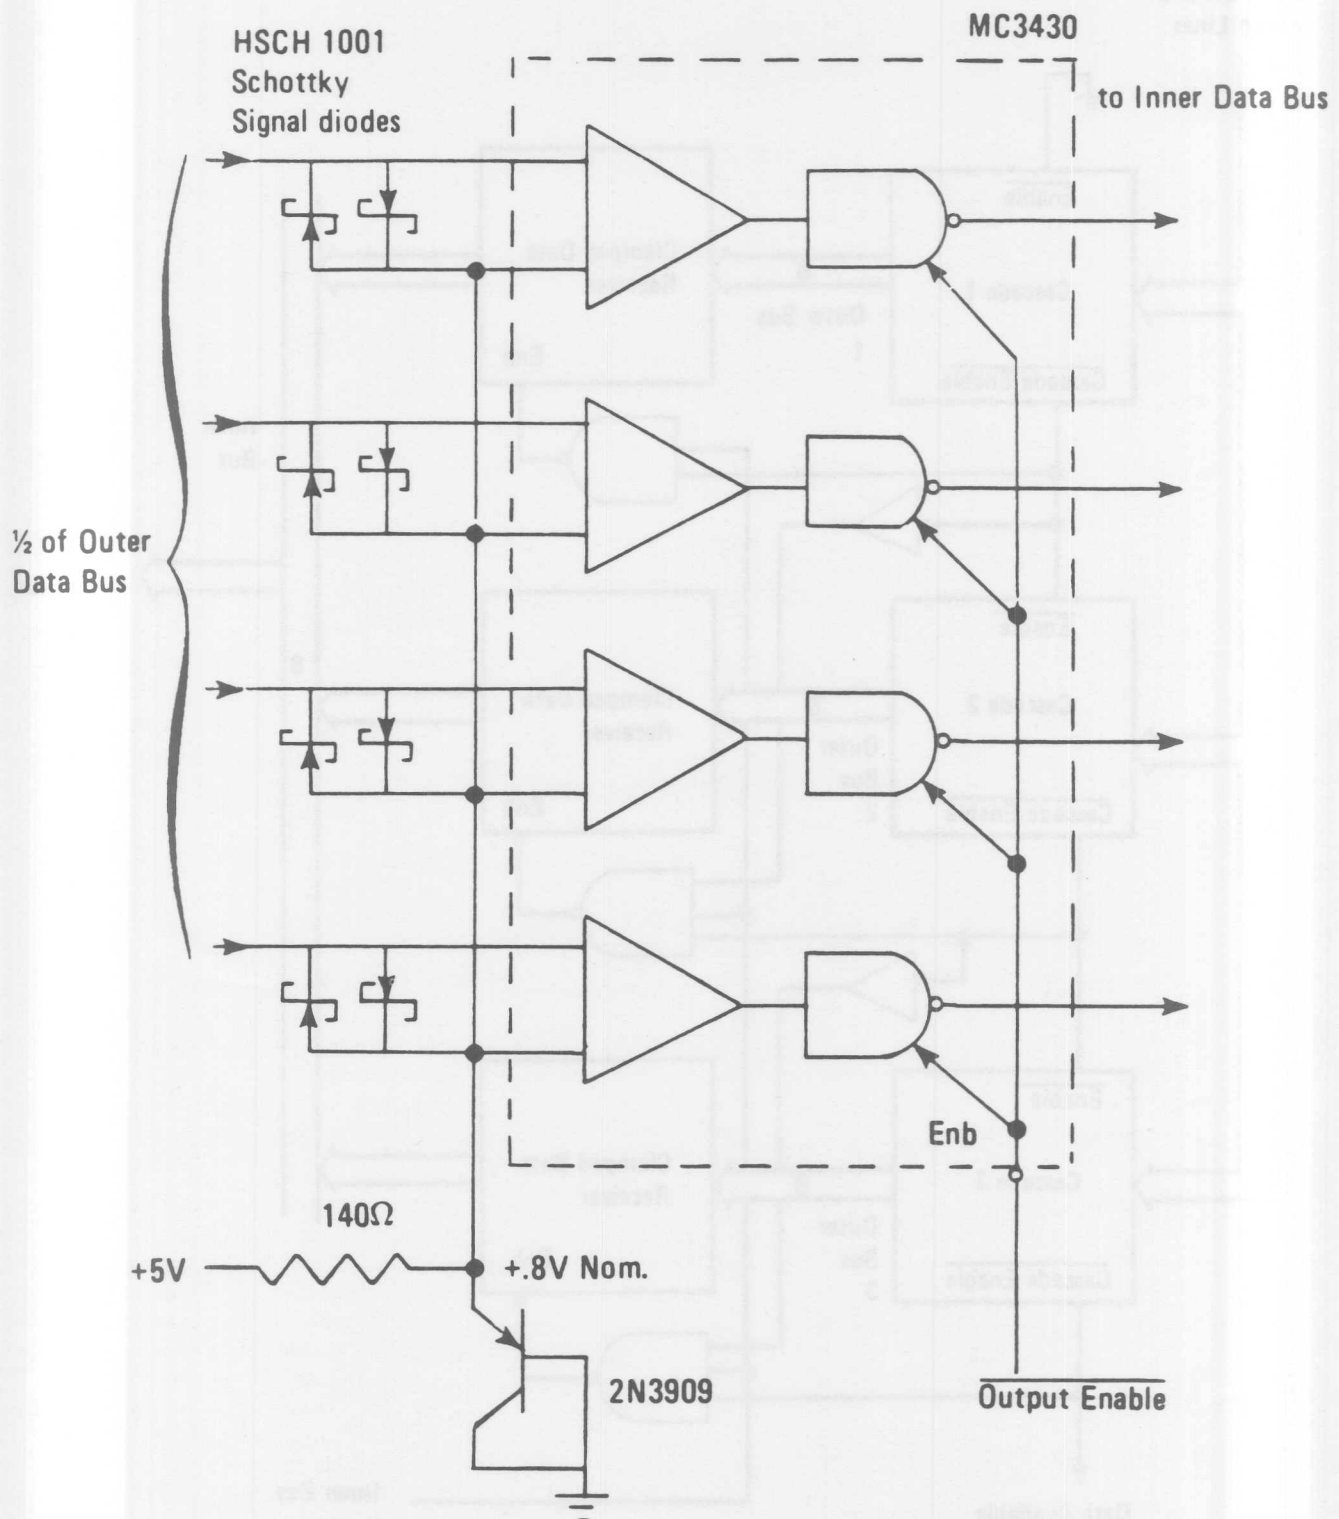 HSCH 1001
Schottky
Signal diodes
MC3430
to Inner Data Bus
½ of Outer
Data Bus
Enb
140Ω
+5V
+.8V Nom.
2N3909
Output Enable